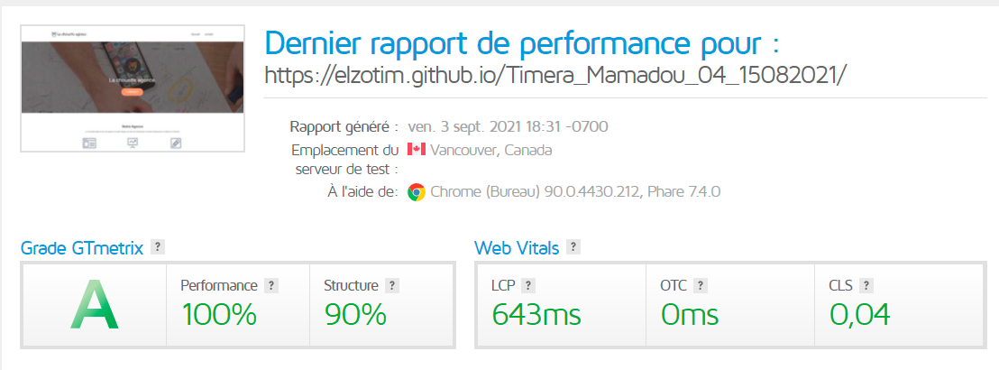 La chouette agence
La chouette agence
Notre Agence
Dernier rapport de performance pour :
https://elzotim.github.io/Timera_Mamadou_04_15082021/
Rapport généré : ven. 3 sept. 2021 18:31 -0700
Emplacement du Vancouver, Canada
serveur de test :
À l'aide de: Chrome (Bureau) 90.0.4430.212, Phare 7.4.0
Grade GTmetrix ?
Web Vitals ?
A
Performance ?
100%
Structure ?
90%
LCP ?
643ms
OTC ?
0ms
CLS ?
0,04